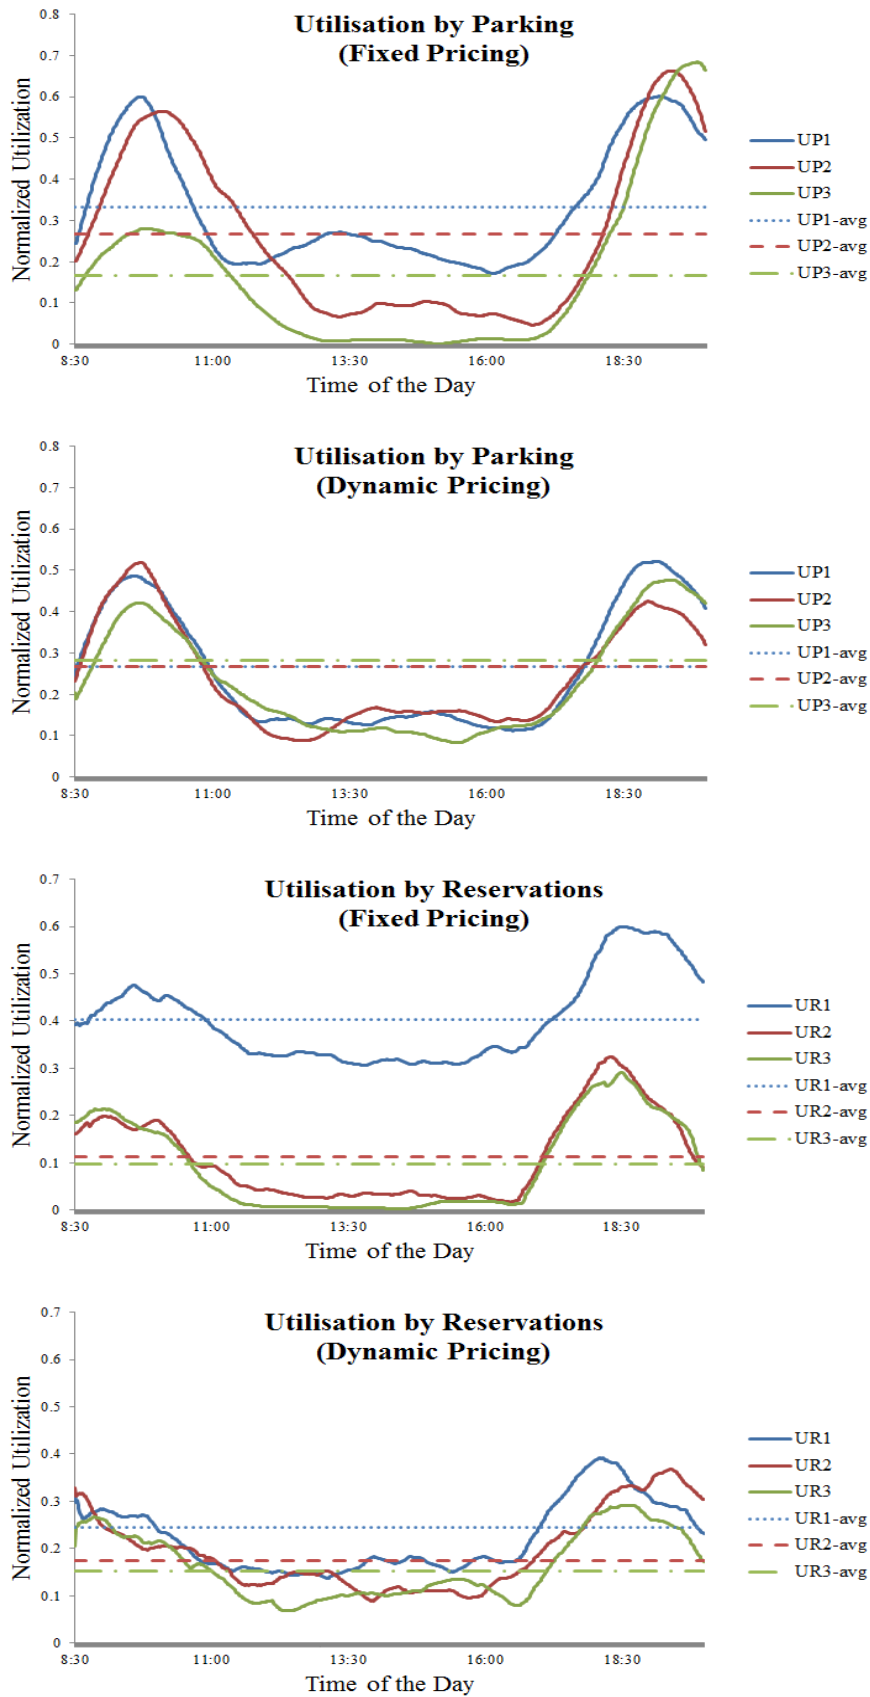 Utilisation by Parking
(Fixed Pricing)
Normalized Utilization
0.8
0.7
0.6
0.5
0.4
0.3
0.2
0.1
0
8:30
11:00
13:30
16:00
18:30
Time of the Day
UP1
UP2
UP3
UP1-avg
UP2-avg
UP3-avg
Utilisation by Parking
(Dynamic Pricing)
Normalized Utilization
0.8
0.7
0.6
0.5
0.4
0.3
0.2
0.1
0
8:30
11:00
13:30
16:00
18:30
Time of the Day
UP1
UP2
UP3
UP1-avg
UP2-avg
UP3-avg
Utilisation by Reservations
(Fixed Pricing)
Normalized Utilization
0.7
0.6
0.5
0.4
0.3
0.2
0.1
0
8:30
11:00
13:30
16:00
18:30
Time of the Day
UR1
UR2
UR3
UR1-avg
UR2-avg
UR3-avg
Utilisation by Reservations
(Dynamic Pricing)
Normalized Utilization
0.7
0.6
0.5
0.4
0.3
0.2
0.1
0
8:30
11:00
13:30
16:00
18:30
Time of the Day
UR1
UR2
UR3
UR1-avg
UR2-avg
UR3-avg